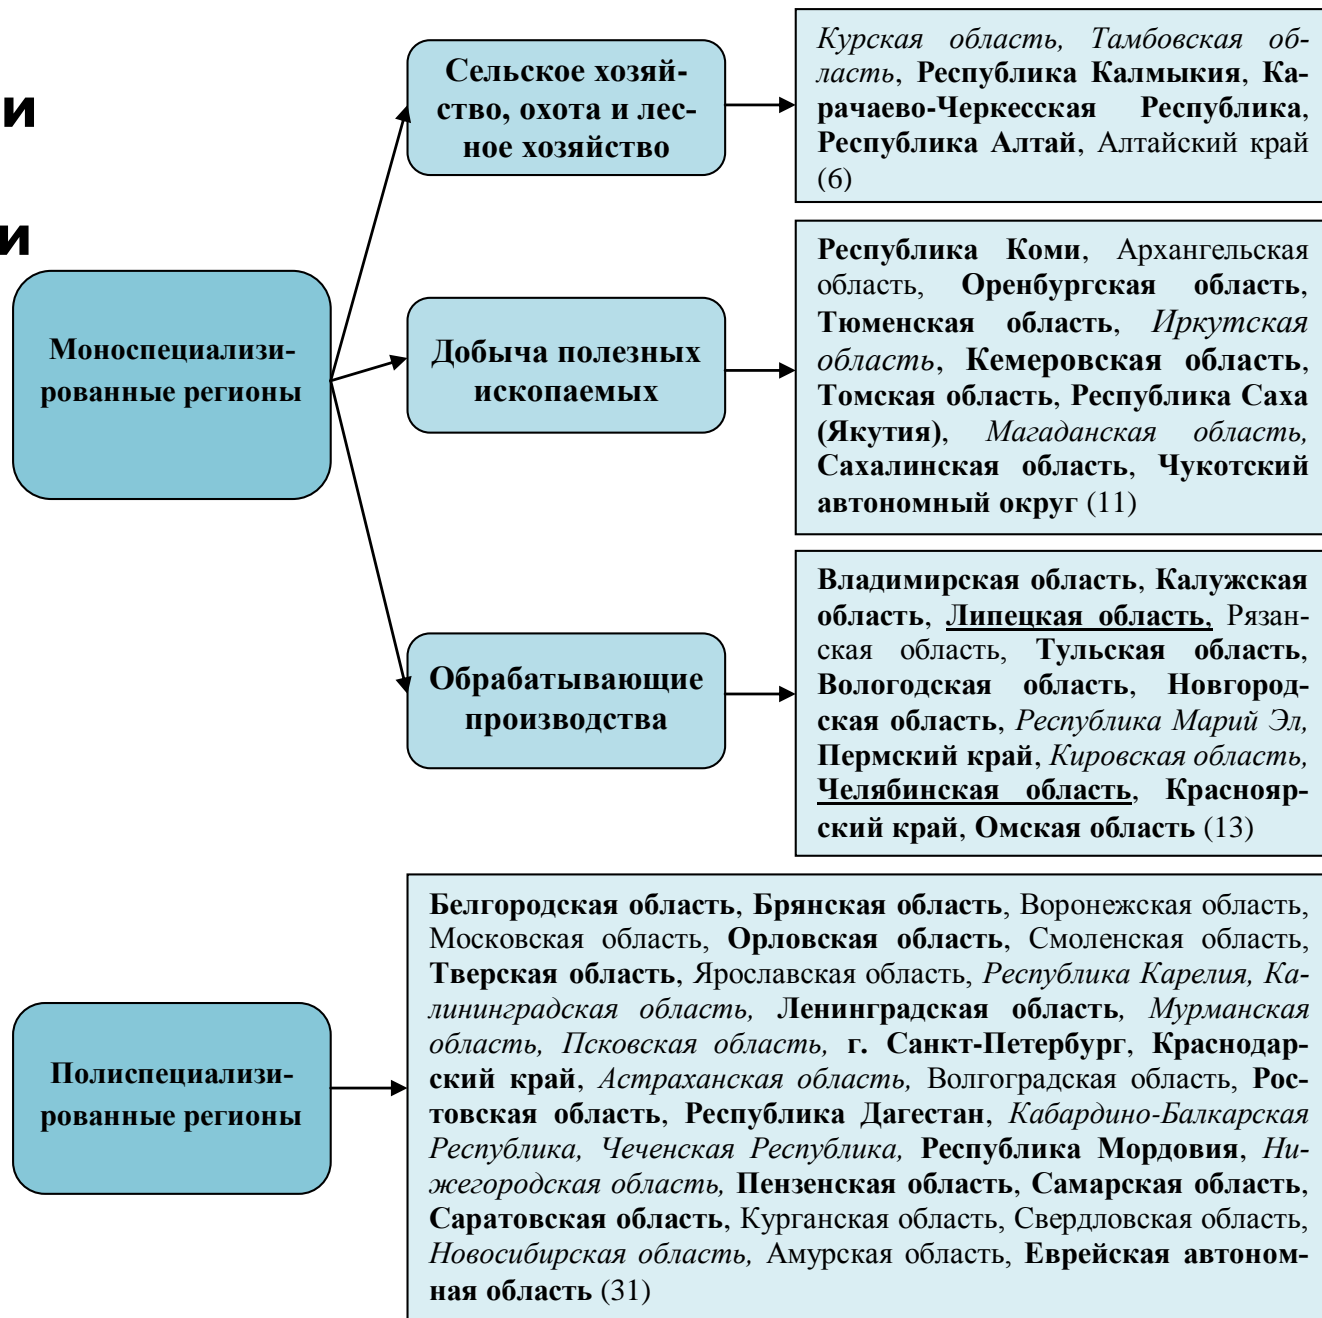 и
и
Моноспециализи-
рованные регионы
Сельское хозяй-
ство, охота и лес-
ное хозяйство
Курская область, Тамбовская об-
ласть, Республика Калмыкия, Ка-
рачаево-Черкесская Республика,
Республика Алтай, Алтайский край
(6)
Добыча полезных
ископаемых
Республика Коми, Архангельская
область, Оренбургская область,
Тюменская область, Иркутская
область, Кемеровская область,
Томская область, Республика Саха
(Якутия), Магаданская область,
Сахалинская область, Чукотский
автономный округ (11)
Обрабатывающие
производства
Владимирская область, Калужская
область, Липецкая область, Рязан-
ская область, Тульская область,
Вологодская область, Новгород-
ская область, Республика Марий Эл,
Пермский край, Кировская область,
Челябинская область, Краснояр-
ский край, Омская область (13)
Полиспециализи-
рованные регионы
Белгородская область, Брянская область, Воронежская область,
Московская область, Орловская область, Смоленская область,
Тверская область, Ярославская область, Республика Карелия, Ка-
лининградская область, Ленинградская область, Мурманская
область, Псковская область, г. Санкт-Петербург, Краснодар-
ский край, Астраханская область, Волгоградская область, Рос-
товская область, Республика Дагестан, Кабардино-Балкарская
Республика, Чеченская Республика, Республика Мордовия, Ни-
жегородская область, Пензенская область, Самарская область,
Саратовская область, Курганская область, Свердловская область,
Новосибирская область, Амурская область, Еврейская автоном-
ная область (31)